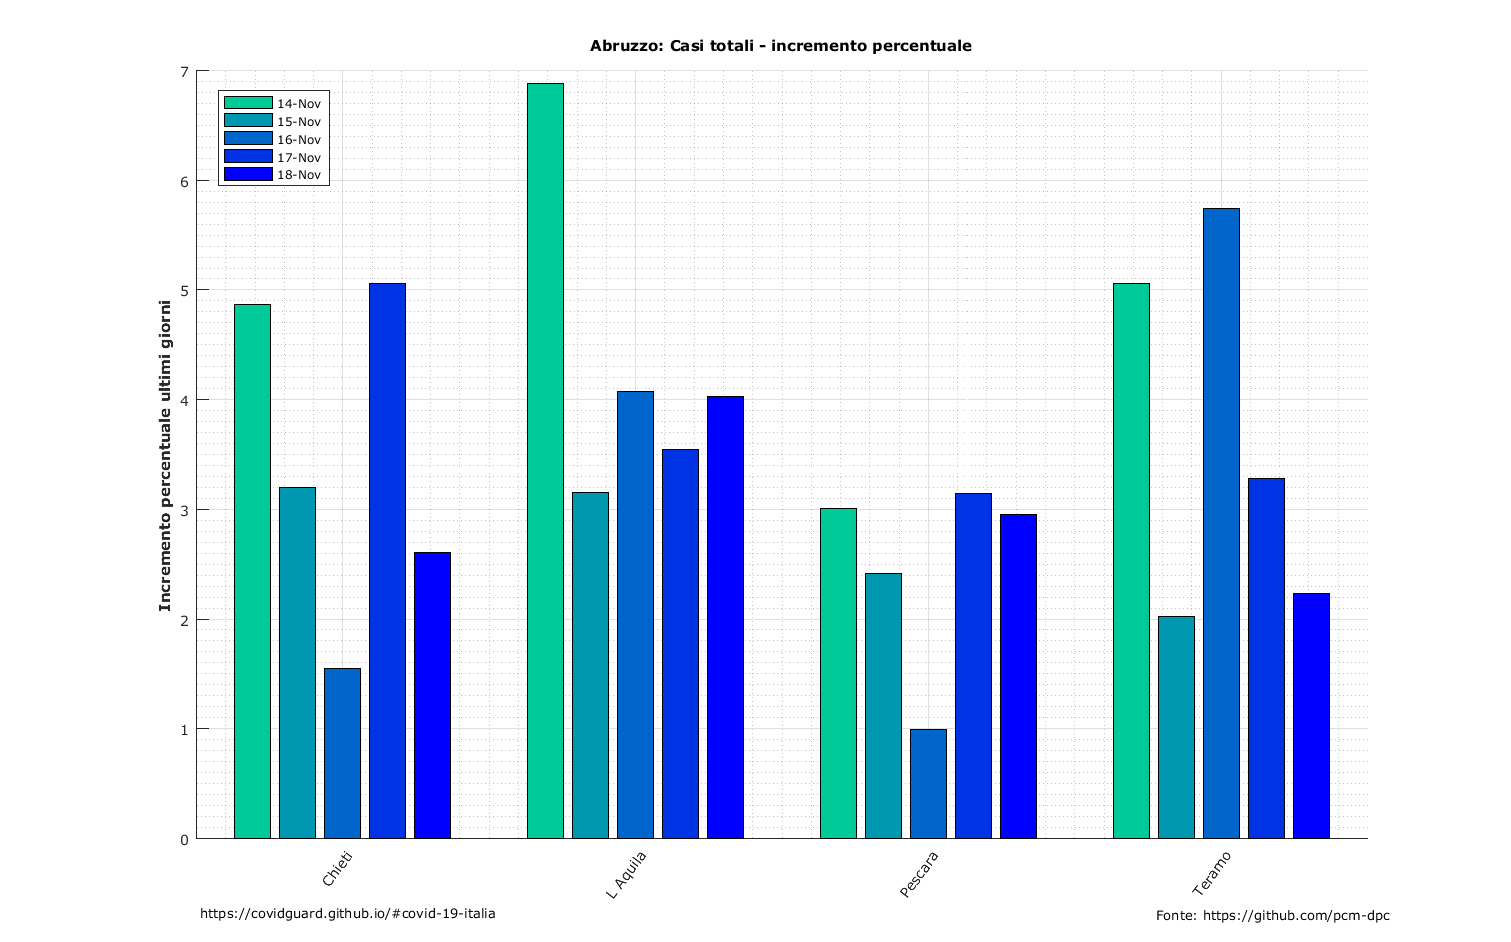 Abruzzo: Casi totali - incremento percentuale
7
6
5
4
3
2
1
0
Incremento percentuale ultimi giorni
14-Nov
15-Nov
16-Nov
17-Nov
18-Nov
Chieti
L Aquila
Pescara
Teramo
https://covidguard.github.io/#covid-19-italia
Fonte: https://github.com/pcm-dpc